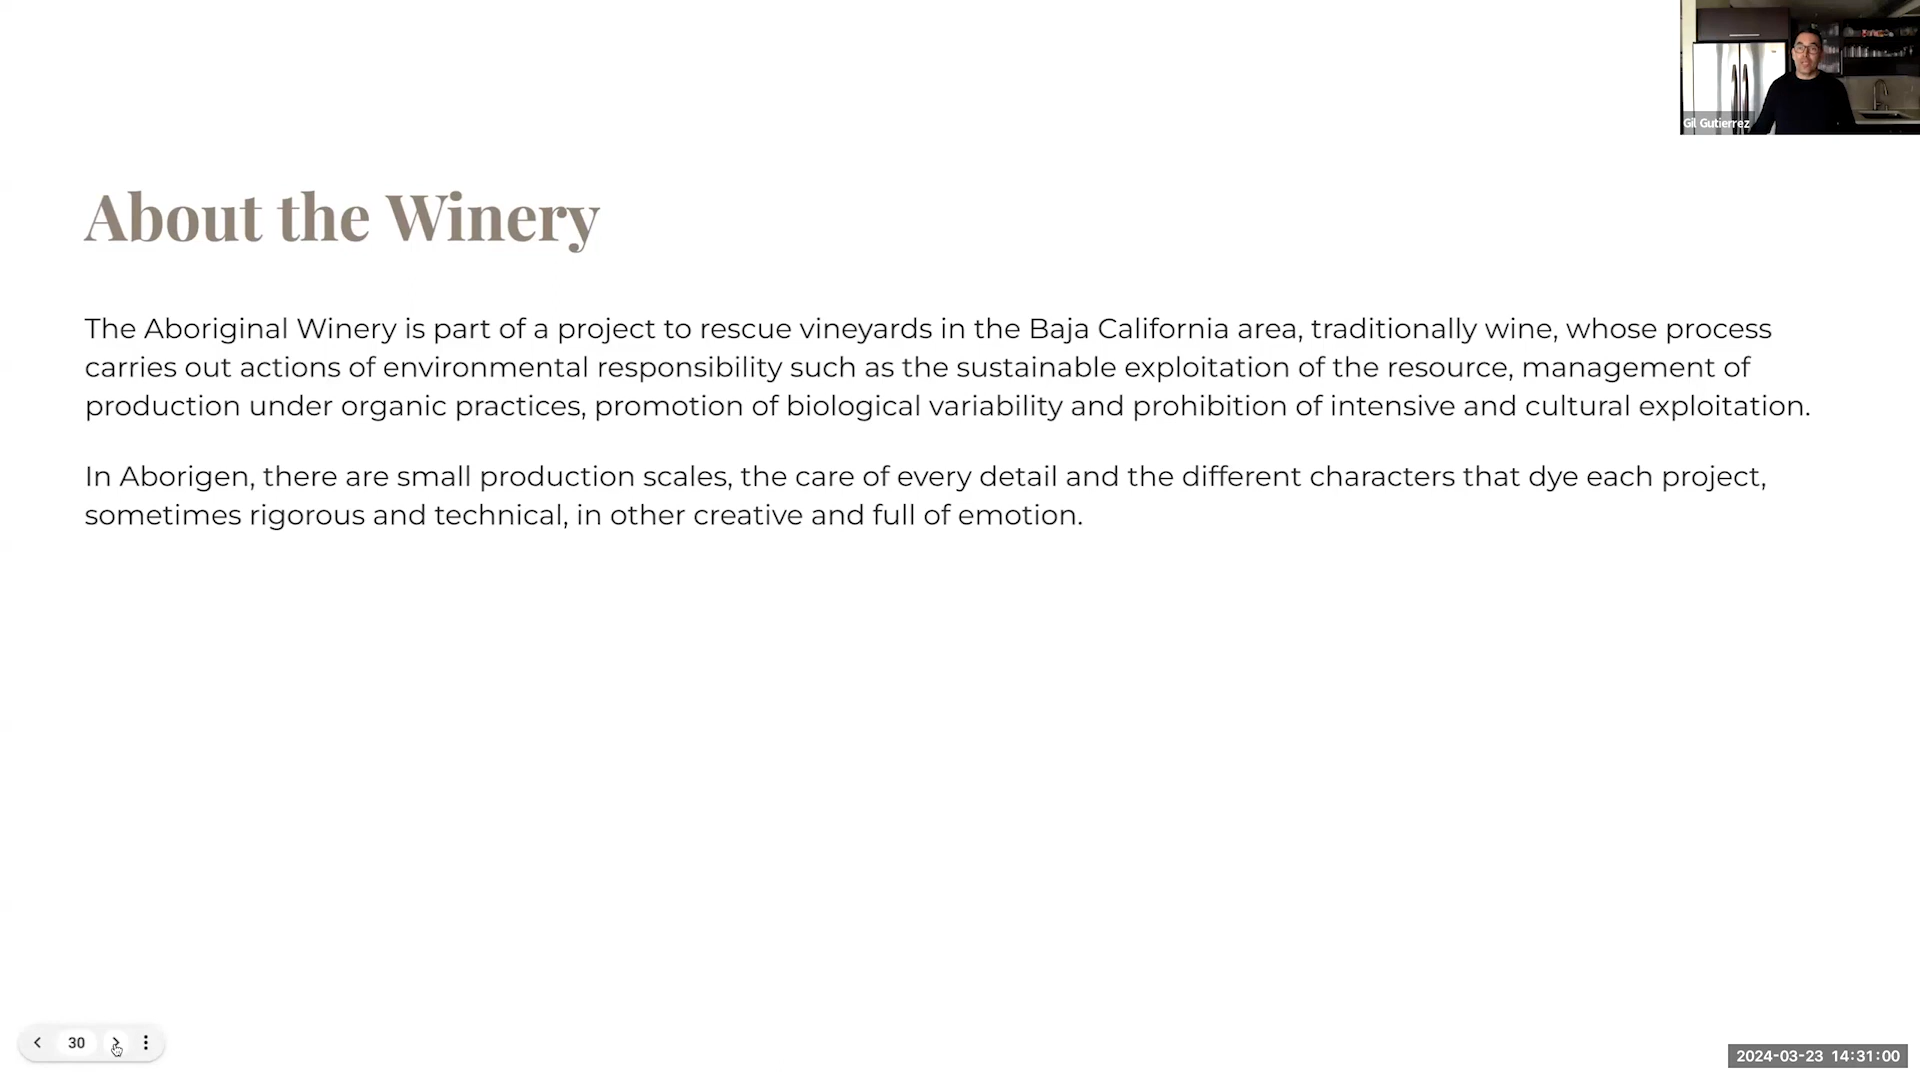 Gil Gutierrez
About the Winery
The Aboriginal Winery is part of a project to rescue vineyards in the Baja California area, traditionally wine, whose process
carries out actions of environmental responsibility such as the sustainable exploitation of the resource, management of
production under organic practices, promotion of biological variability and prohibition of intensive and cultural exploitation.
In Aborigen, there are small production scales, the care of every detail and the different characters that dye each project,
sometimes rigorous and technical, in other creative and full of emotion.
30
2024-03-23 14:31:00